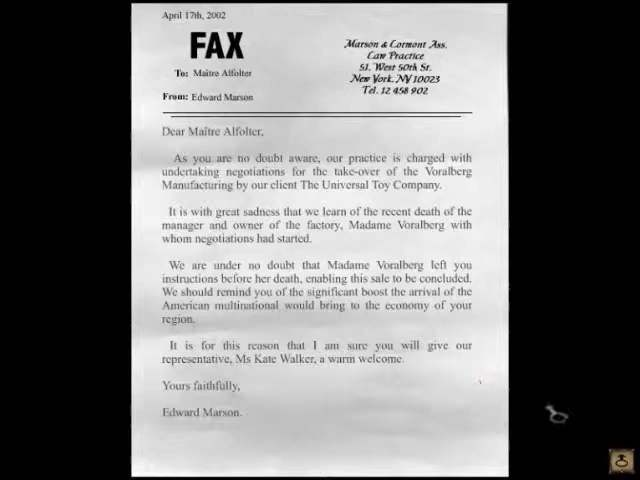 April 17th, 2002
FAX
To: Maître Alfolter
From: Edward Marson
Marson & Lormont Ass.
Law Practice
51, West 50th St.
New York. NY 10023
Tel. 12 458 902
Dear Maître Alfolter,
As you are no doubt aware, our practice is charged with
undertaking negotiations for the take-over of the Voralberg
Manufacturing by our client The Universal Toy Company.
It is with great sadness that we learn of the recent death of the
manager and owner of the factory, Madame Voralberg with
whom negotiations had started.
We are under no doubt that Madame Voralberg left you
instructions before her death, enabling this sale to be concluded.
We should remind you of the significant boost the arrival of the
American multinational would bring to the economy of your
region.
It is for this reason that I am sure you will give our
representative, Ms Kate Walker, a warm welcome.
Yours faithfully,
Edward Marson.